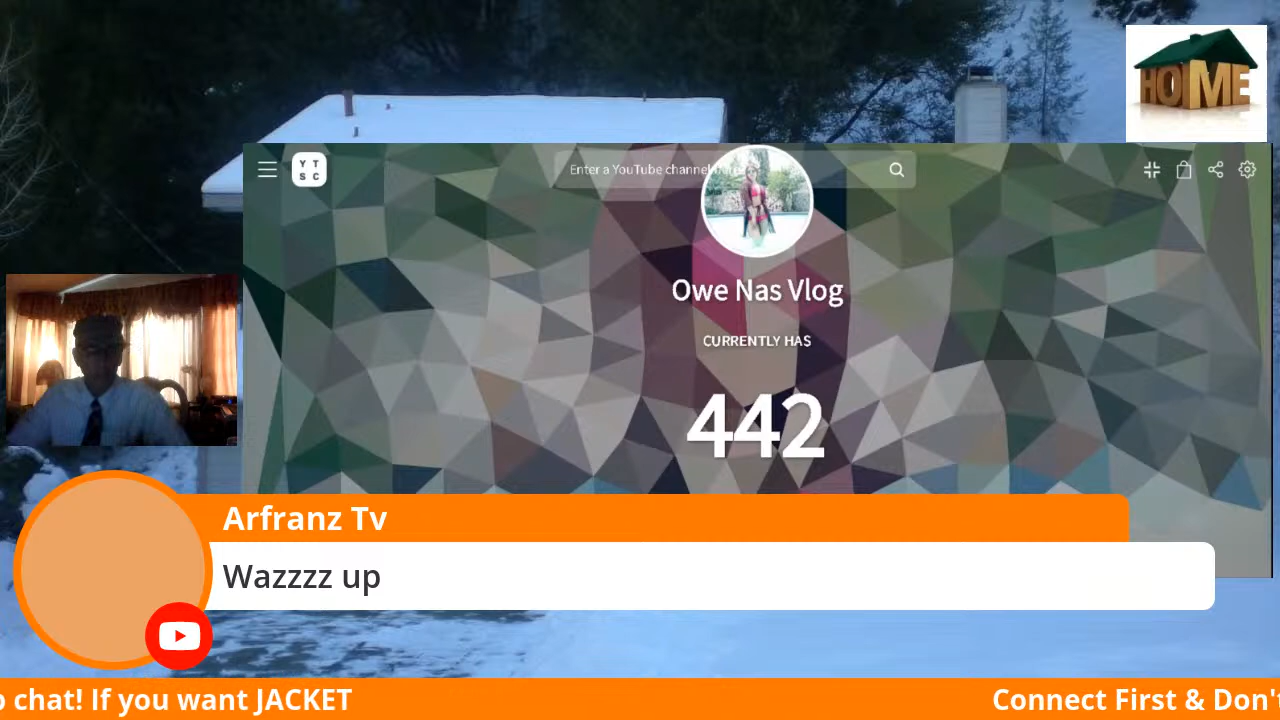 HOME
Y T
S C
Enter a YouTube channel
Owe Nas Vlog
CURRENTLY HAS
442
Arfranz Tv
Wazzzz up
chat! If you want JACKET
Connect First & Don't